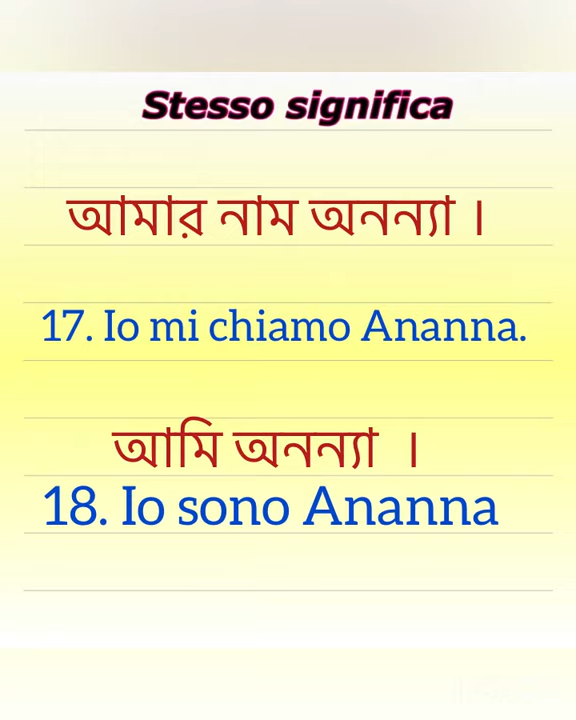 Stesso significa
আমার নাম অনন্যা ।
17. Io mi chiamo Ananna.
আমি অনন্যা ।
18. Io sono Ananna